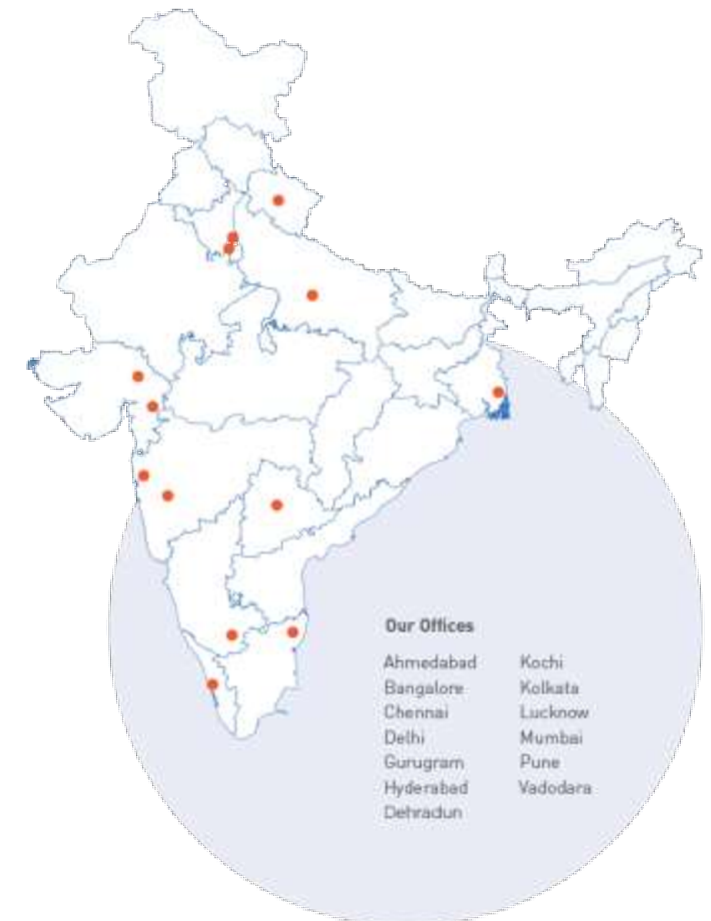 Our Offices
Ahmedabad
Bangalore
Chennai
Delhi
Gurugram
Hyderabad
Dehradun
Kochi
Kolkata
Lucknow
Mumbai
Pune
Vadodara